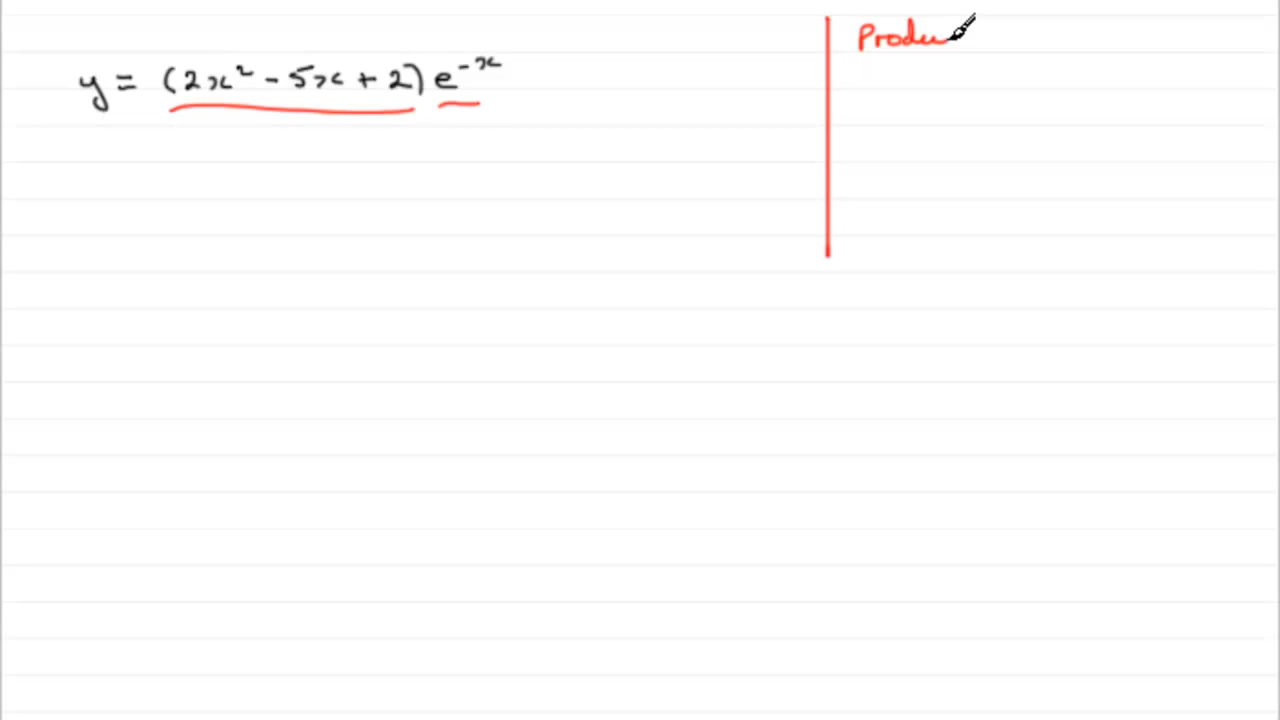 y = (2x² - 5x + 2) e⁻ˣ
Produ